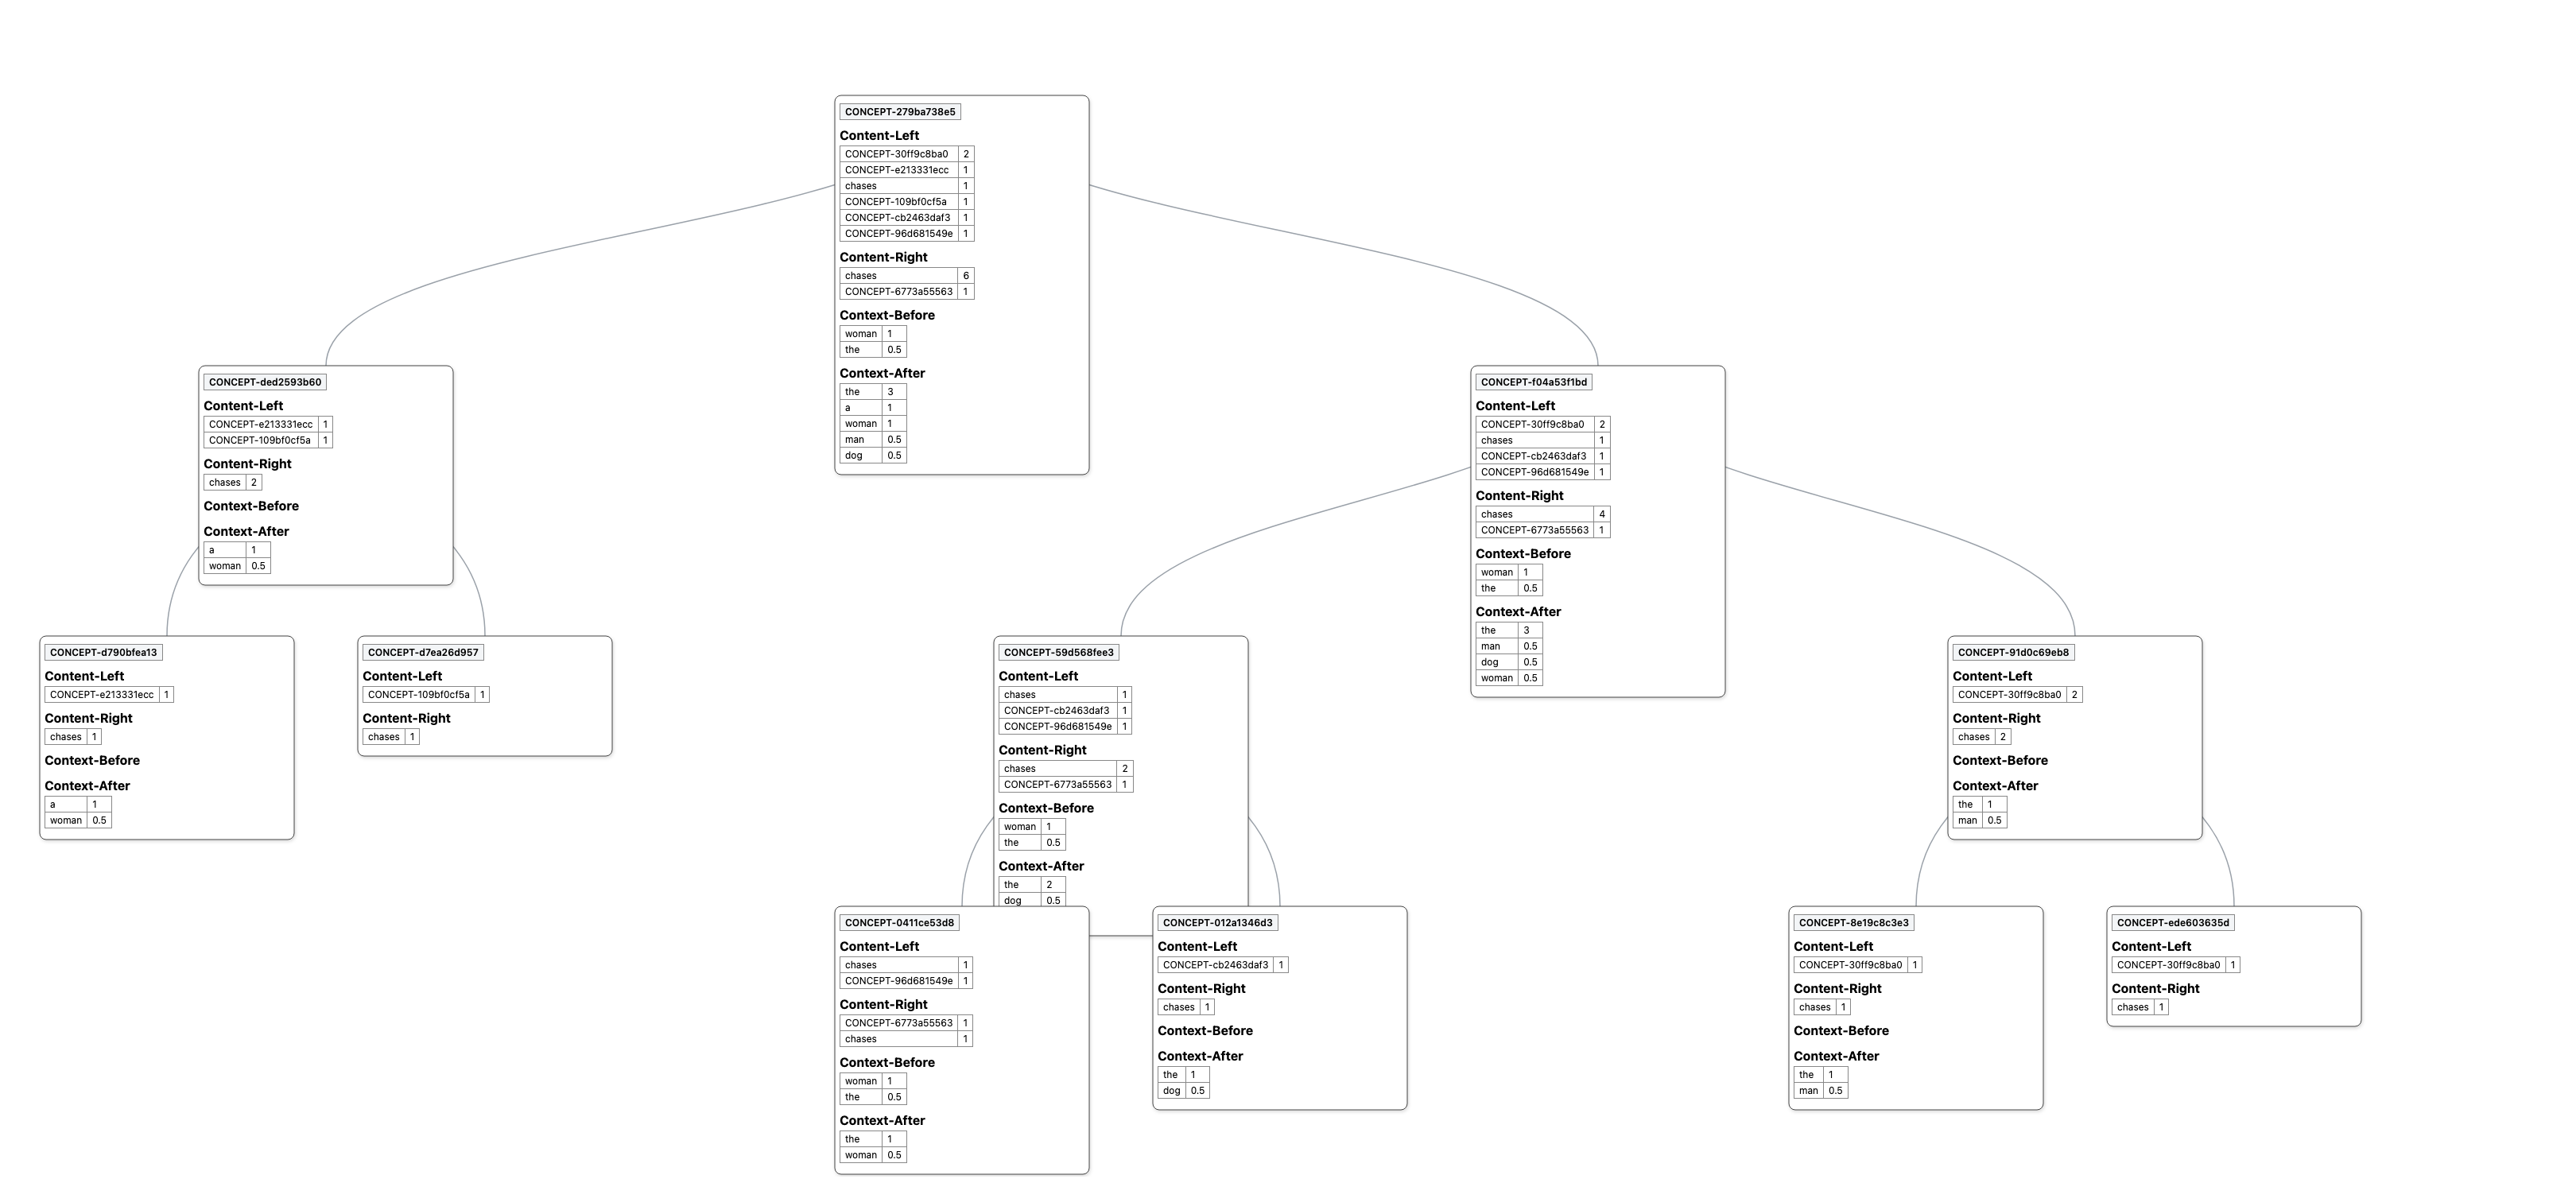 CONCEPT-279ba738e5
Content-Left
CONCEPT-30ff9c8ba0 2
CONCEPT-e213331ecc 1
chases 1
CONCEPT-109bf0cf5a 1
CONCEPT-cb2463daf3 1
CONCEPT-96d681549e 1
Content-Right
chases 6
CONCEPT-6773a55563 1
Context-Before
woman 1
the 0.5
Context-After
the 3
a 1
woman 1
man 0.5
dog 0.5
CONCEPT-ded2593b60
Content-Left
CONCEPT-e213331ecc 1
CONCEPT-109bf0cf5a 1
Content-Right
chases 2
Context-Before
Context-After
a 1
woman 0.5
CONCEPT-f04a53f1bd
Content-Left
CONCEPT-30ff9c8ba0 2
chases 1
CONCEPT-cb2463daf3 1
CONCEPT-96d681549e 1
Content-Right
chases 4
CONCEPT-6773a55563 1
Context-Before
woman 1
the 0.5
Context-After
the 3
man 0.5
dog 0.5
woman 0.5
CONCEPT-d790bfea13
Content-Left
CONCEPT-e213331ecc 1
Content-Right
chases 1
Context-Before
Context-After
a 1
woman 0.5
CONCEPT-d7ea26d957
Content-Left
CONCEPT-109bf0cf5a 1
Content-Right
chases 1
CONCEPT-59d568fee3
Content-Left
chases 1
CONCEPT-cb2463daf3 1
CONCEPT-96d681549e 1
Content-Right
chases 2
CONCEPT-6773a55563 1
Context-Before
woman 1
the 0.5
Context-After
the 2
dog 0.5
CONCEPT-91d0c69eb8
Content-Left
CONCEPT-30ff9c8ba0 2
Content-Right
chases 2
Context-Before
Context-After
the 1
man 0.5
CONCEPT-0411ce53d8
Content-Left
chases 1
CONCEPT-96d681549e 1
Content-Right
CONCEPT-6773a55563 1
chases 1
Context-Before
woman 1
the 0.5
Context-After
the 1
woman 0.5
CONCEPT-012a1346d3
Content-Left
CONCEPT-cb2463daf3 1
Content-Right
chases 1
Context-Before
Context-After
the 1
dog 0.5
CONCEPT-8e19c8c3e3
Content-Left
CONCEPT-30ff9c8ba0 1
Content-Right
chases 1
Context-Before
Context-After
the 1
man 0.5
CONCEPT-ede603635d
Content-Left
CONCEPT-30ff9c8ba0 1
Content-Right
chases 1